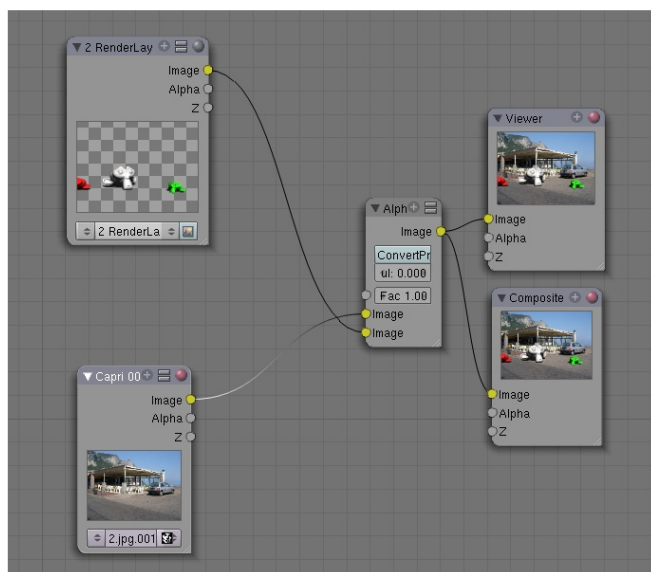 2 RenderLay
Image
Alpha
Z
2 RenderLa
Capri 00
Image
Alpha
Z
2.jpg.001
Alph
Image
ConvertPr
ul: 0.000
Fac 1.00
Image
Image
Viewer
Image
Alpha
Z
Composite
Image
Alpha
Z